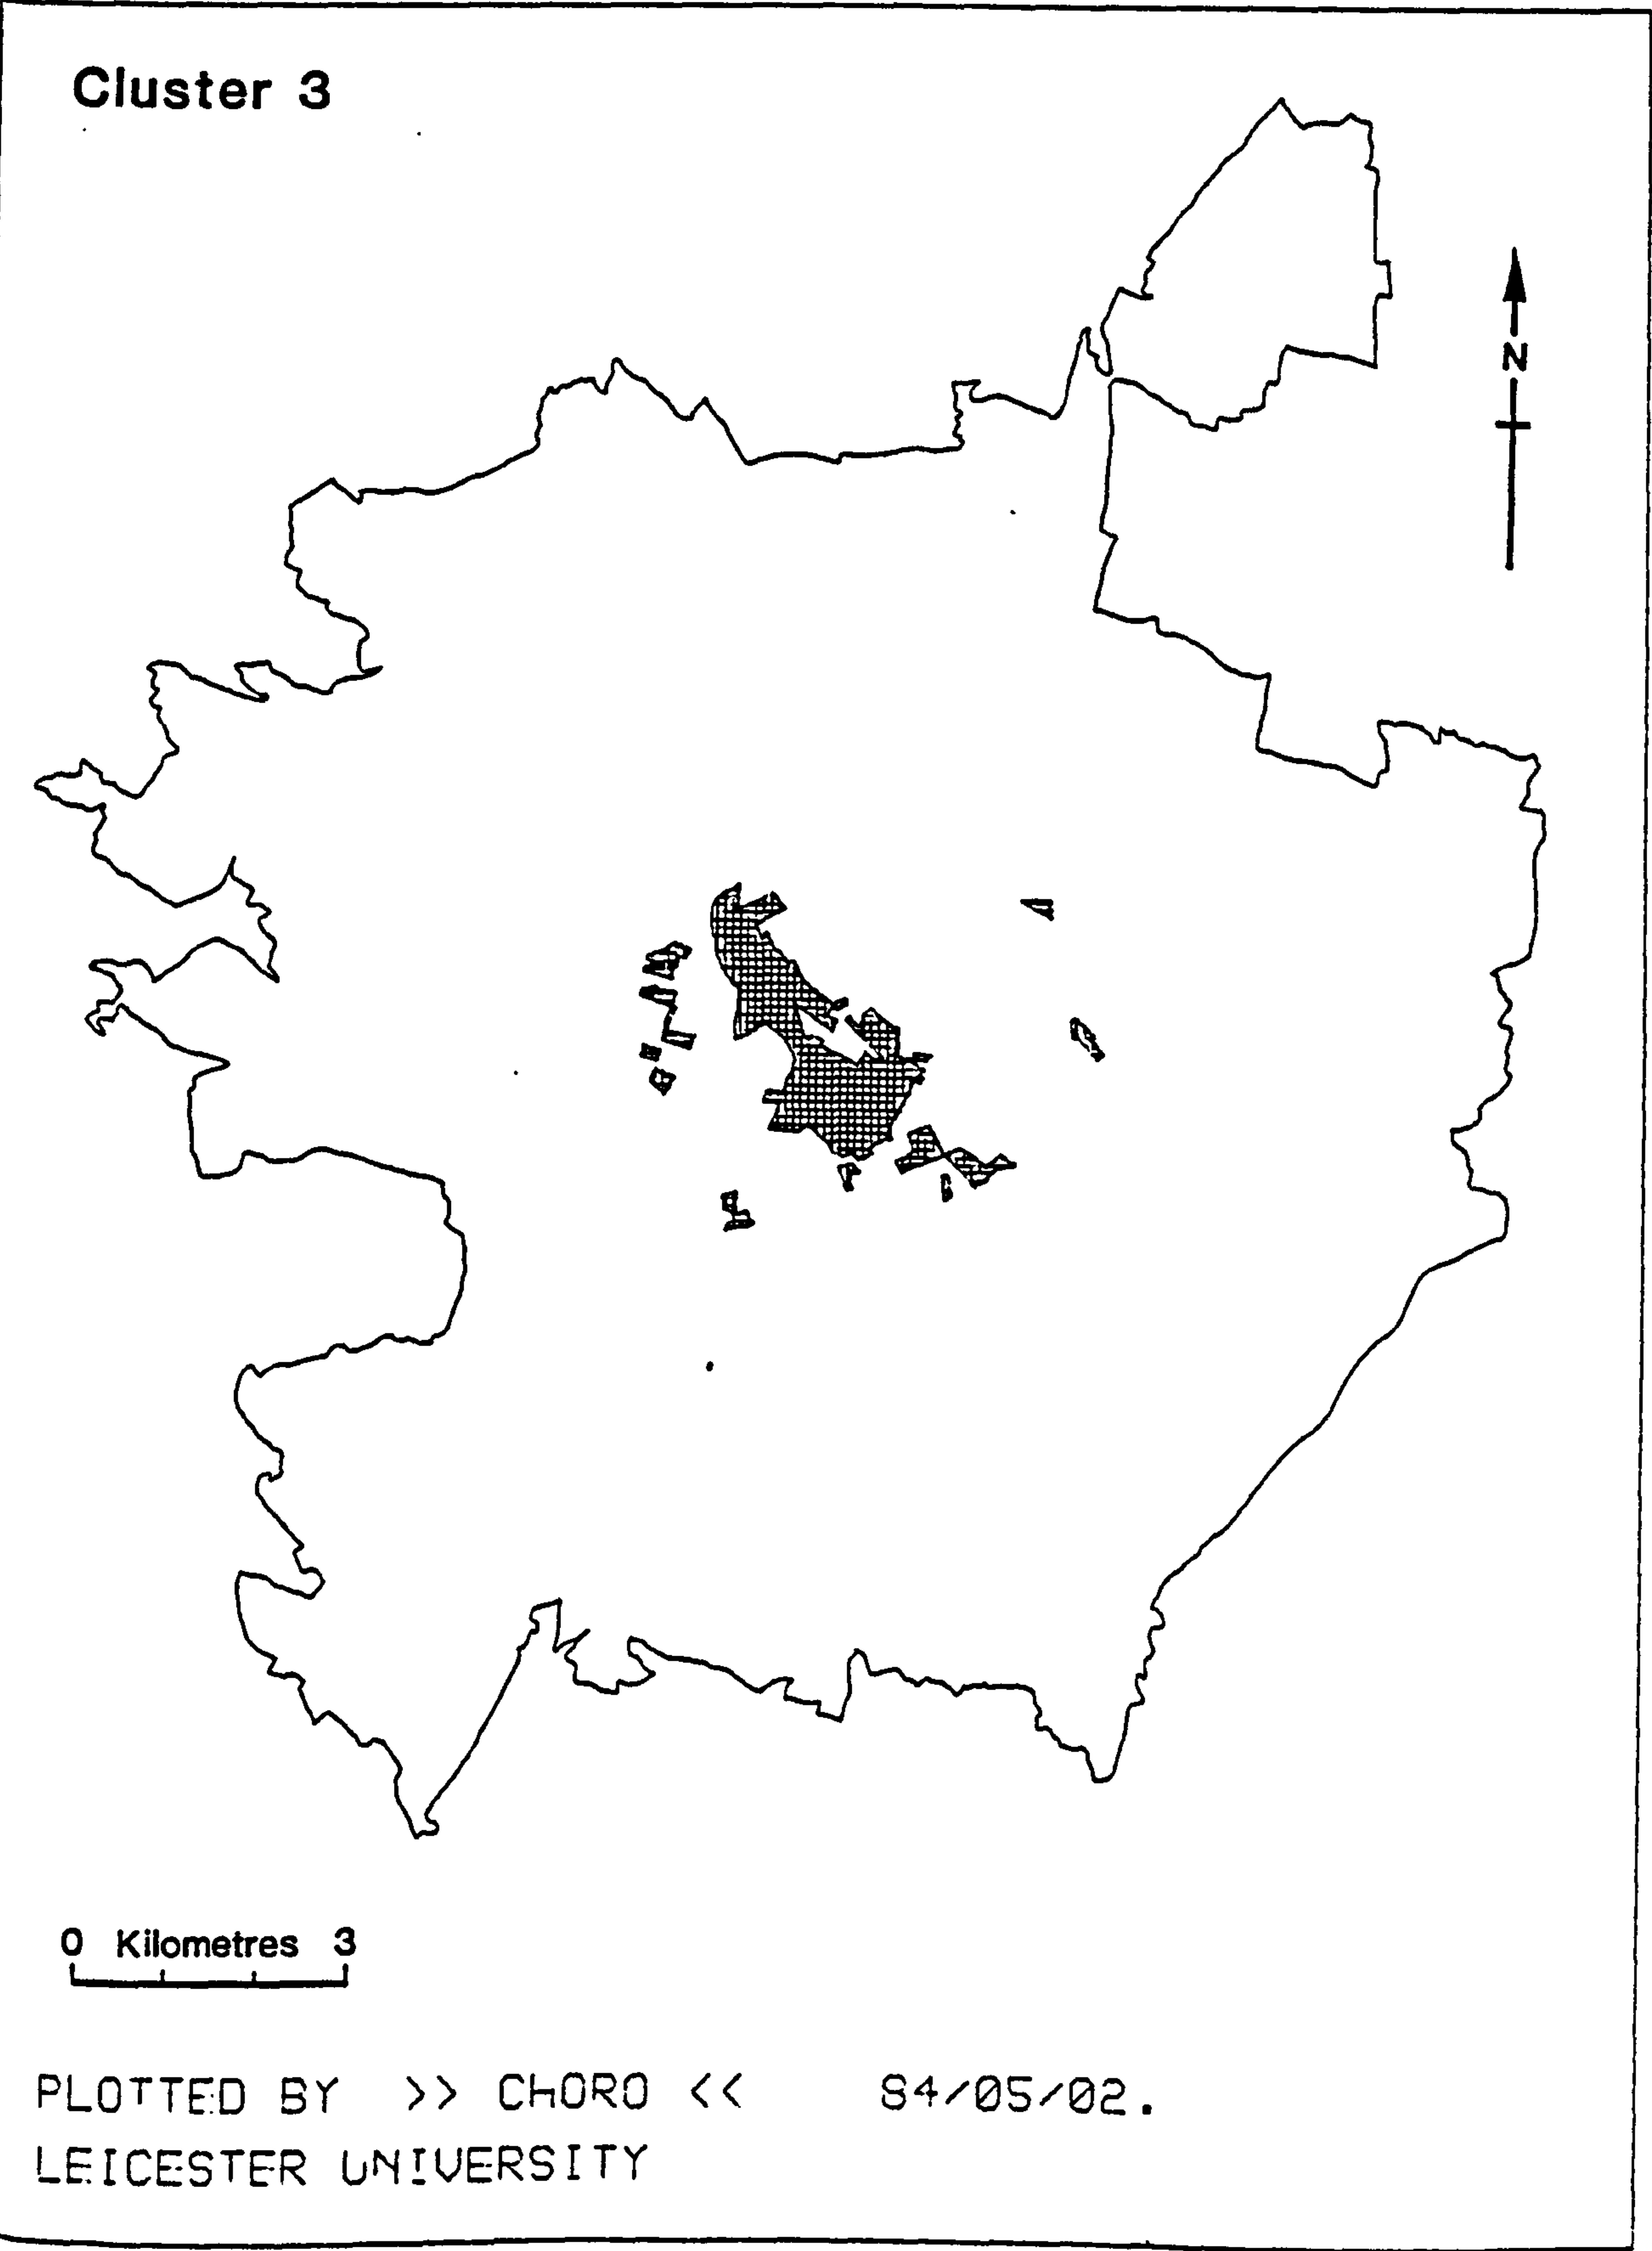 Cluster 3
N
0 Kilometres 3
PLOTTED BY >> CHORO << 84/05/02.
LEICESTER UNIVERSITY